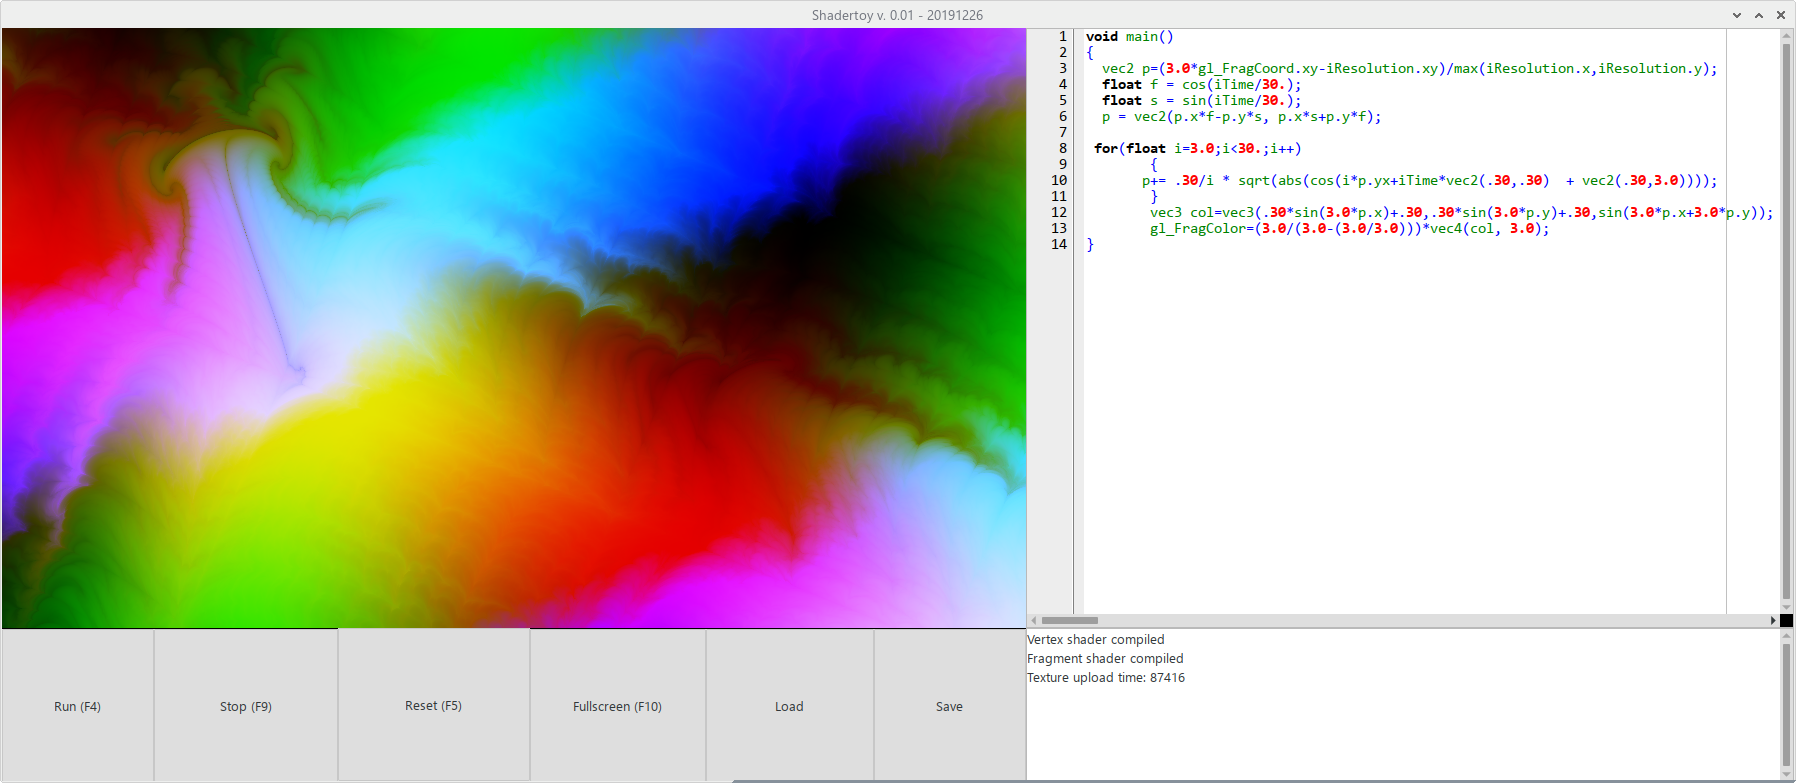 Shadertoy v. 0.01 - 20191226
1 void main()
2 {
3 vec2 p=(3.0*gl_FragCoord.xy-iResolution.xy)/max(iResolution.x,iResolution.y);
4 float f = cos(iTime/30.);
5 float s = sin(iTime/30.);
6 p = vec2(p.x*f-p.y*s, p.x*s+p.y*f);
7
8 for(float i=3.0;i<30.;i++)
9 {
10 p+= .30/i * sqrt(abs(cos(i*p.yx+iTime*vec2(.30,.30) + vec2(.30,3.0))));
11 }
12 vec3 col=vec3(.30*sin(3.0*p.x)+.30,.30*sin(3.0*p.y)+.30,sin(3.0*p.x+3.0*p.y));
13 gl_FragColor=(3.0/(3.0-(3.0/3.0)))*vec4(col, 3.0);
14 }
Vertex shader compiled
Fragment shader compiled
Texture upload time: 87416
Run (F4)
Stop (F9)
Reset (F5)
Fullscreen (F10)
Load
Save